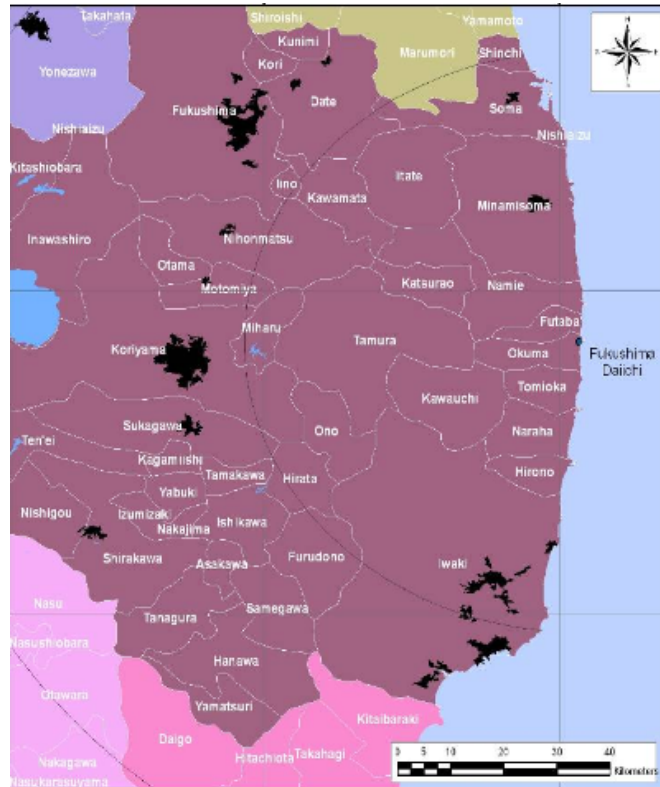 Takahata
Shiroishi
Yamamoto
N
Kunimi
Marumori
Shinchi
Yonezawa
Kori
Date
Fukushima
Soma
Nishiaizu
Nishiaizu
Kitashiobara
Iino
Kawamata
Iitate
Minamisoma
Inawashiro
Nihonmatsu
Otama
Motomiya
Katsurao
Namie
Miharu
Futaba
Koriyama
Tamura
Okuma
Fukushima
Daiichi
Tomioka
Kawauchi
Sukagawa
Ono
Naraha
Ten'ei
Kagamiishi
Tamakawa
Hirata
Hirono
Yabuki
Nishigou
Izumizaki
Ishikawa
Nakajima
Shirakawa
Asakawa
Furudono
Iwaki
Nasu
Samegawa
Tanagura
Nasushiobara
Hanawa
Otawara
Yamatsuri
Kitaibaraki
Daigo
Hitachiota
Takahagi
Nakagawa
Nasukarasuyama
0 5 10 20 30 40
Kilometers